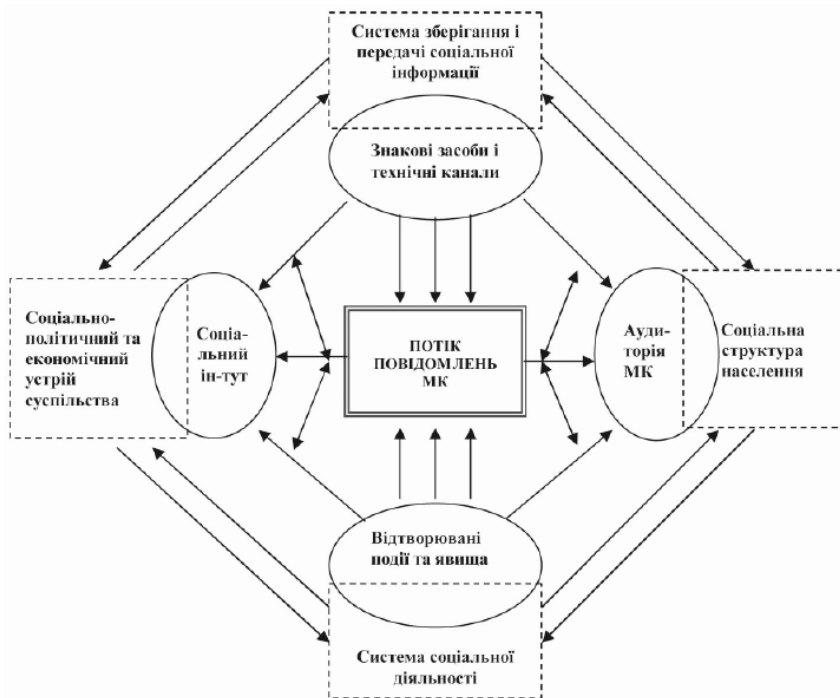 Система зберігання і
передачі соціальної
інформації
Знакові засоби і
технічні канали
Соціально-
політичний та
економічний
устрій
суспільства
Соціа-
льний
ін-тут
ПОТІК
ПОВІДОМЛЕНЬ
МК
Ауди-
торія
МК
Соціальна
структура
населення
Відтворювані
події та явища
Система соціальної
діяльності